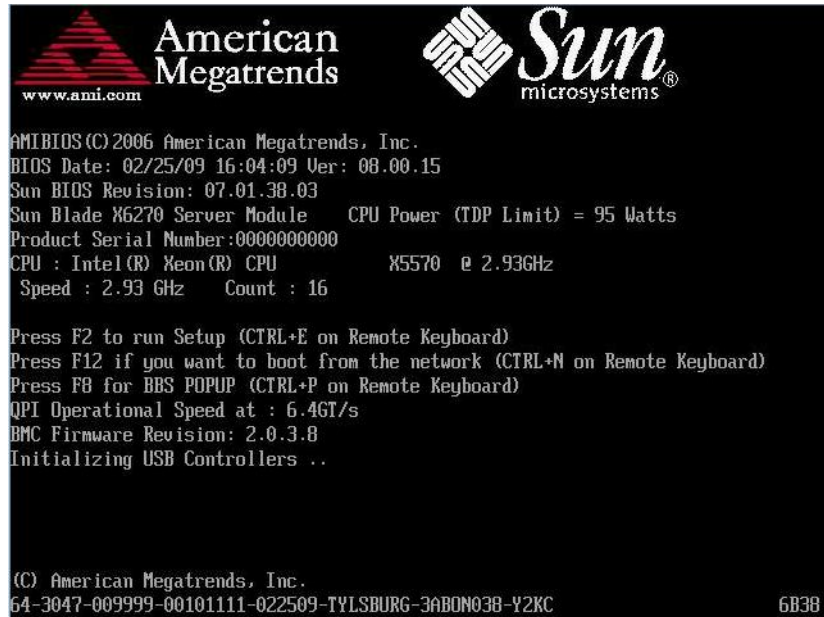 American
Megatrends
www.ami.com
Sun®
microsystems
AMIBIOS(C)2006 American Megatrends, Inc.
BIOS Date: 02/25/09 16:04:09 Ver: 08.00.15
Sun BIOS Revision: 07.01.38.03
Sun Blade X6270 Server Module CPU Power (TDP Limit) = 95 Watts
Product Serial Number:0000000000
CPU : Intel(R) Xeon(R) CPU X5570 @ 2.93GHz
Speed : 2.93 GHz Count : 16
Press F2 to run Setup (CTRL+E on Remote Keyboard)
Press F12 if you want to boot from the network (CTRL+N on Remote Keyboard)
Press F8 for BBS POPUP (CTRL+P on Remote Keyboard)
QPI Operational Speed at : 6.4GT/s
BMC Firmware Revision: 2.0.3.8
Initializing USB Controllers ..
(C) American Megatrends, Inc.
64-3047-009999-00101111-022509-TYLSBURG-3ABON038-Y2KC 6B38